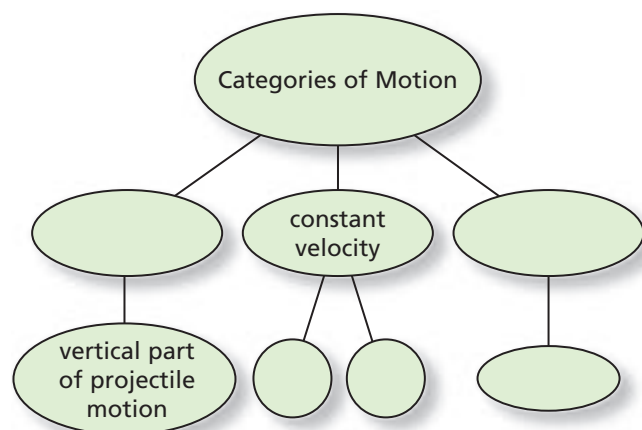 Categories of Motion
constant
velocity
vertical part
of projectile
motion